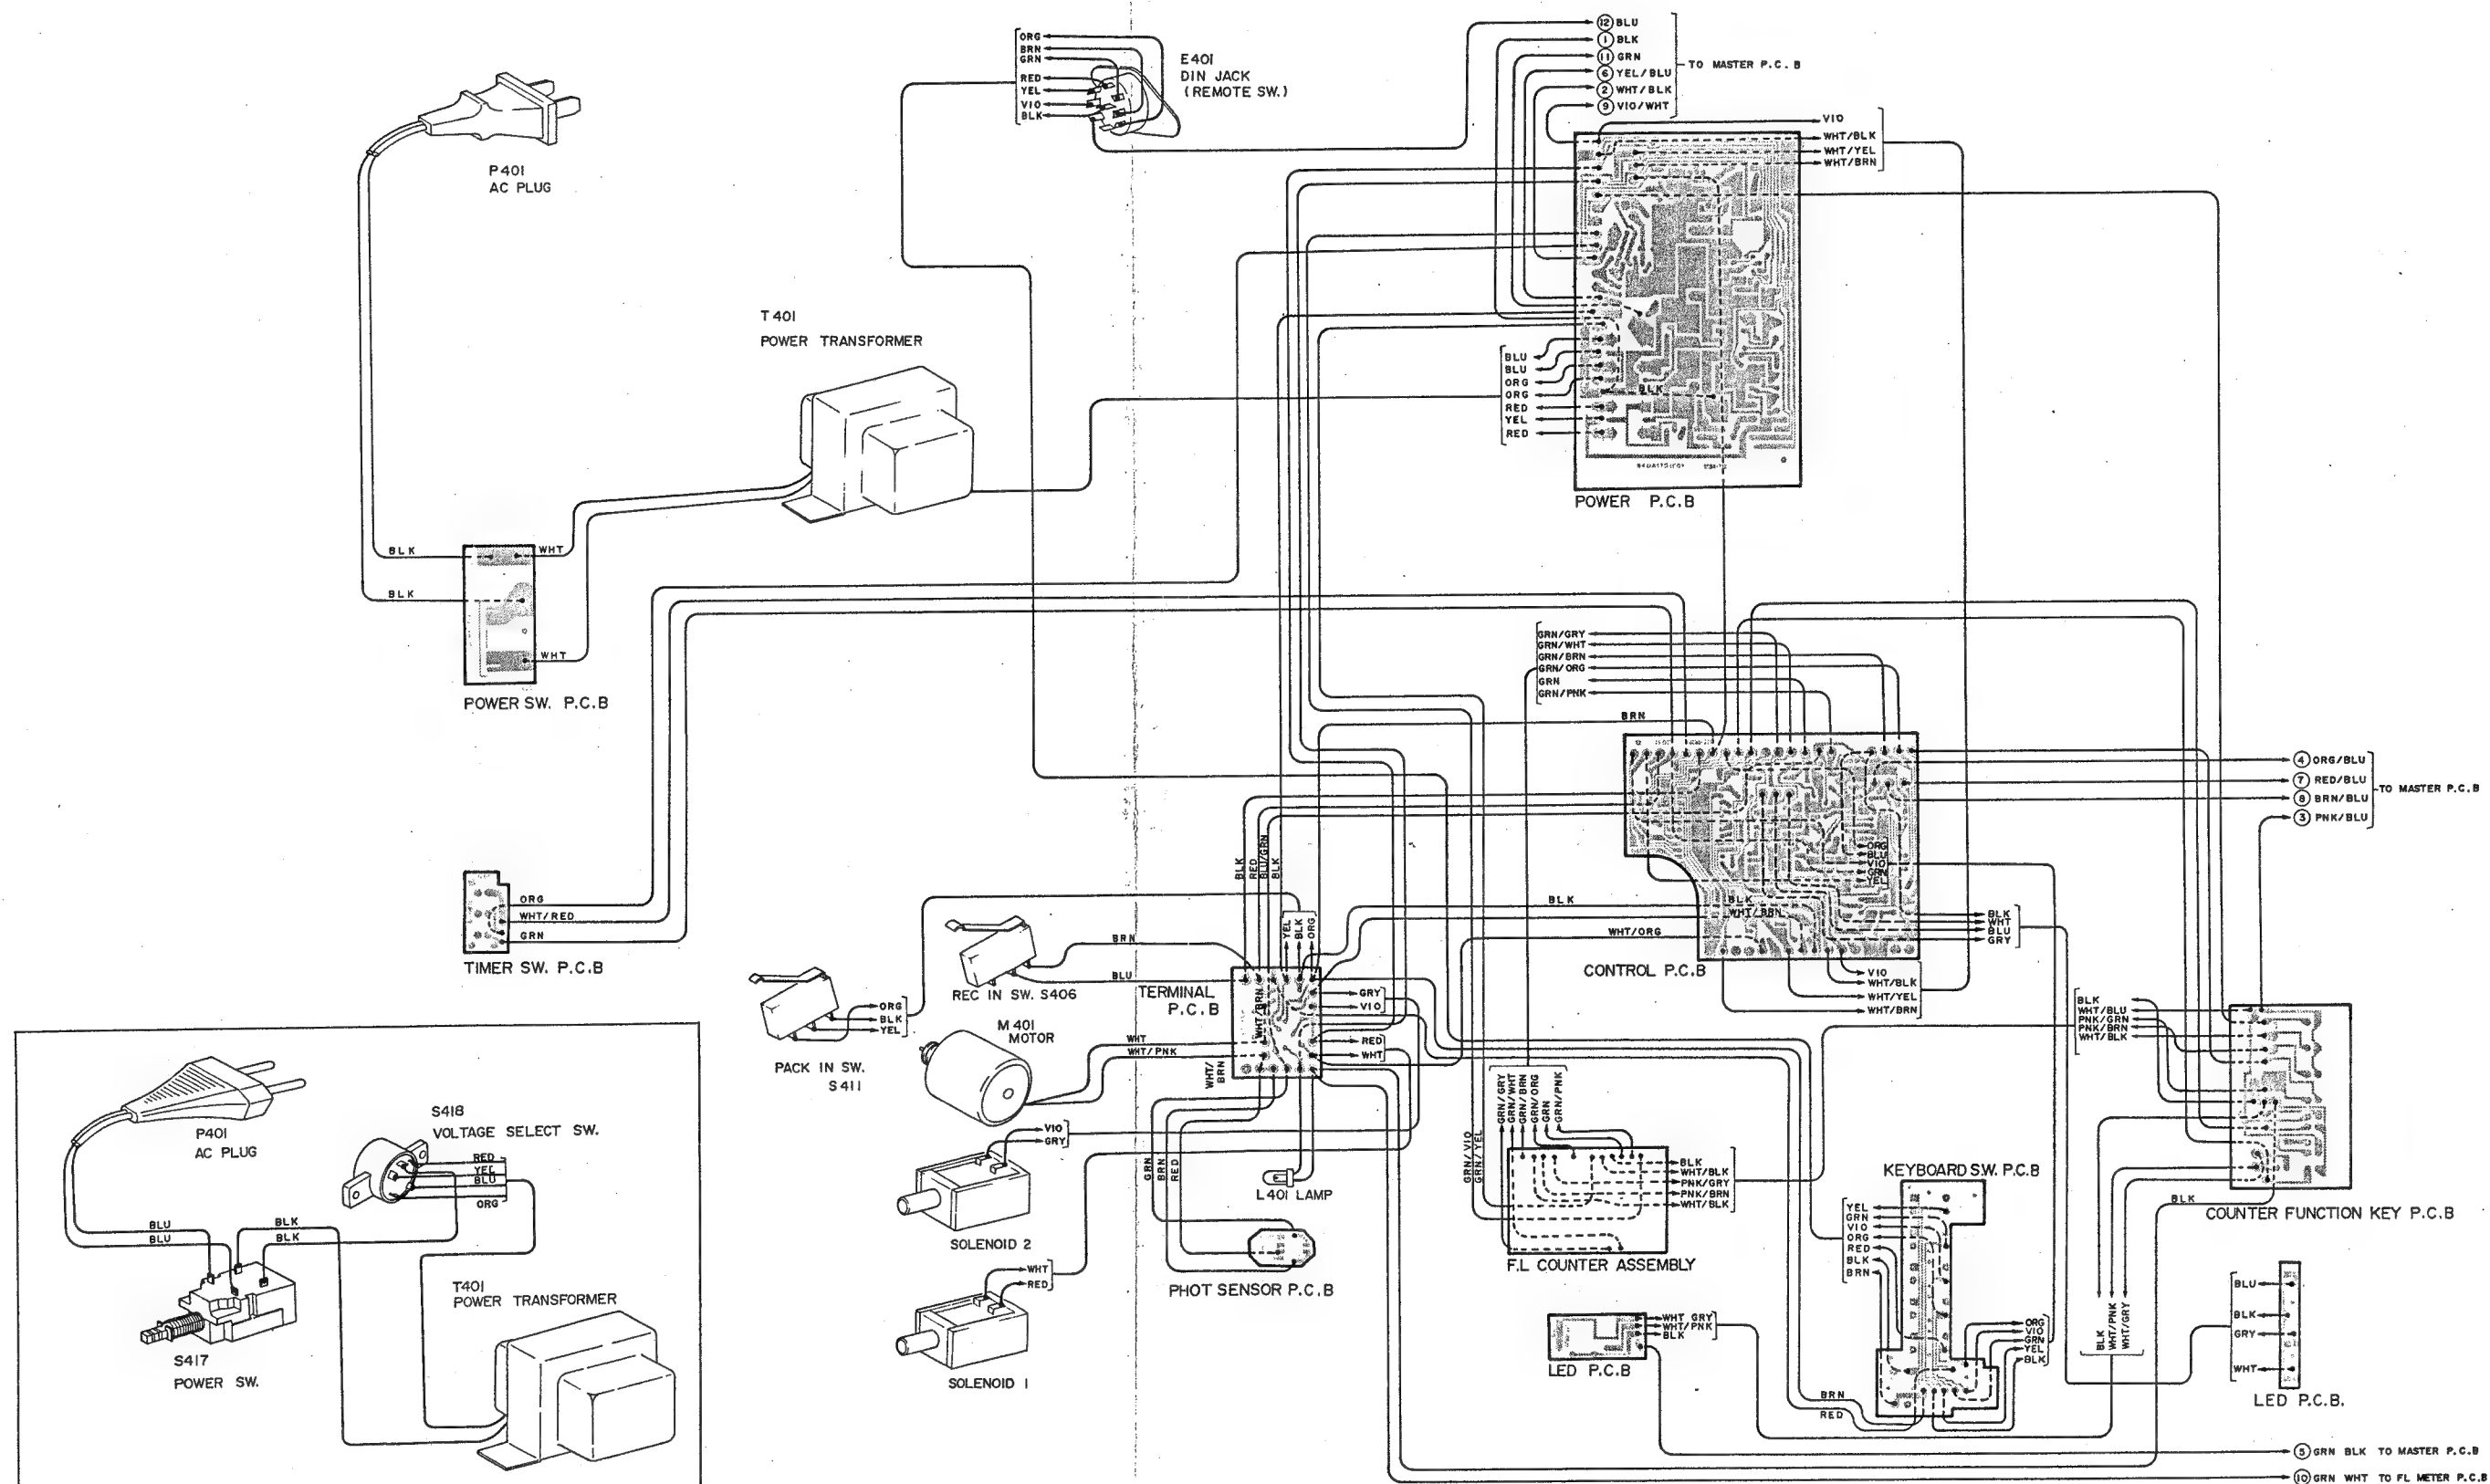 P401
AC PLUG
ORG
BRN
GRN
RED
YEL
VIO
BLK
E401
DIN JACK
(REMOTE SW.)
12 BLU
1 BLK
11 GRN
6 YEL/BLU
2 WHT/BLK
9 VIO/WHT
TO MASTER P.C.B
VIO
WHT/BLK
WHT/YEL
WHT/BRN
T401
POWER TRANSFORMER
BLU
BLU
ORG
ORG
RED
YEL
RED
BLK
POWER P.C.B
BLK
WHT
BLK
WHT
POWER SW. P.C.B
GRN/GRY
GRN/WHT
GRN/BRN
GRN/ORG
GRN
GRN/PNK
BRN
4 ORG/BLU
7 RED/BLU
8 BRN/BLU
3 PNK/BLU
TO MASTER P.C.B
ORG
BLU
VIO
GRN
YEL
BLK
WHT/BRN
BLK
WHT
BLU
GRY
CONTROL P.C.B
VIO
WHT/BLK
WHT/YEL
WHT/BRN
ORG
WHT/RED
GRN
TIMER SW. P.C.B
BLK
RED
BLU/GRN
BLK
YEL
BLK
ORG
BLK
WHT/ORG
BRN
BLU
REC IN SW. S406
ORG
BLK
YEL
PACK IN SW.
S411
TERMINAL
P.C.B
WHT/BRN
GRY
VIO
RED
WHT
M401
MOTOR
WHT
WHT/PNK
WHT/
BRN
VIO
GRY
SOLENOID 2
WHT
RED
SOLENOID 1
GRN
BRN
RED
L401 LAMP
PHOT SENSOR P.C.B
GRN/VIO
GRN/YEL
GRN/GRY
GRN/WHT
GRN/BRN
GRN/ORG
GRN
GRN/PNK
BLK
WHT/BLK
PNK/GRY
PNK/BRN
WHT/BLK
F.L COUNTER ASSEMBLY
BLK
WHT/BLU
PNK/GRN
PNK/BRN
WHT/BLK
BLK
COUNTER FUNCTION KEY P.C.B
KEYBOARD S.W. P.C.B
YEL
GRN
VIO
ORG
RED
BLK
BRN
ORG
VIO
GRN
YEL
BLK
BRN
RED
BLK
WHT/PNK
WHT/GRY
WHT GRY
WHT/PNK
BLK
LED P.C.B
BLU
BLK
GRY
WHT
LED P.C.B.
5 GRN BLK TO MASTER P.C.B
10 GRN WHT TO FL METER P.C.B
P401
AC PLUG
S418
VOLTAGE SELECT SW.
RED
YEL
BLU
ORG
BLU
BLU
BLK
BLK
S417
POWER SW.
T401
POWER TRANSFORMER